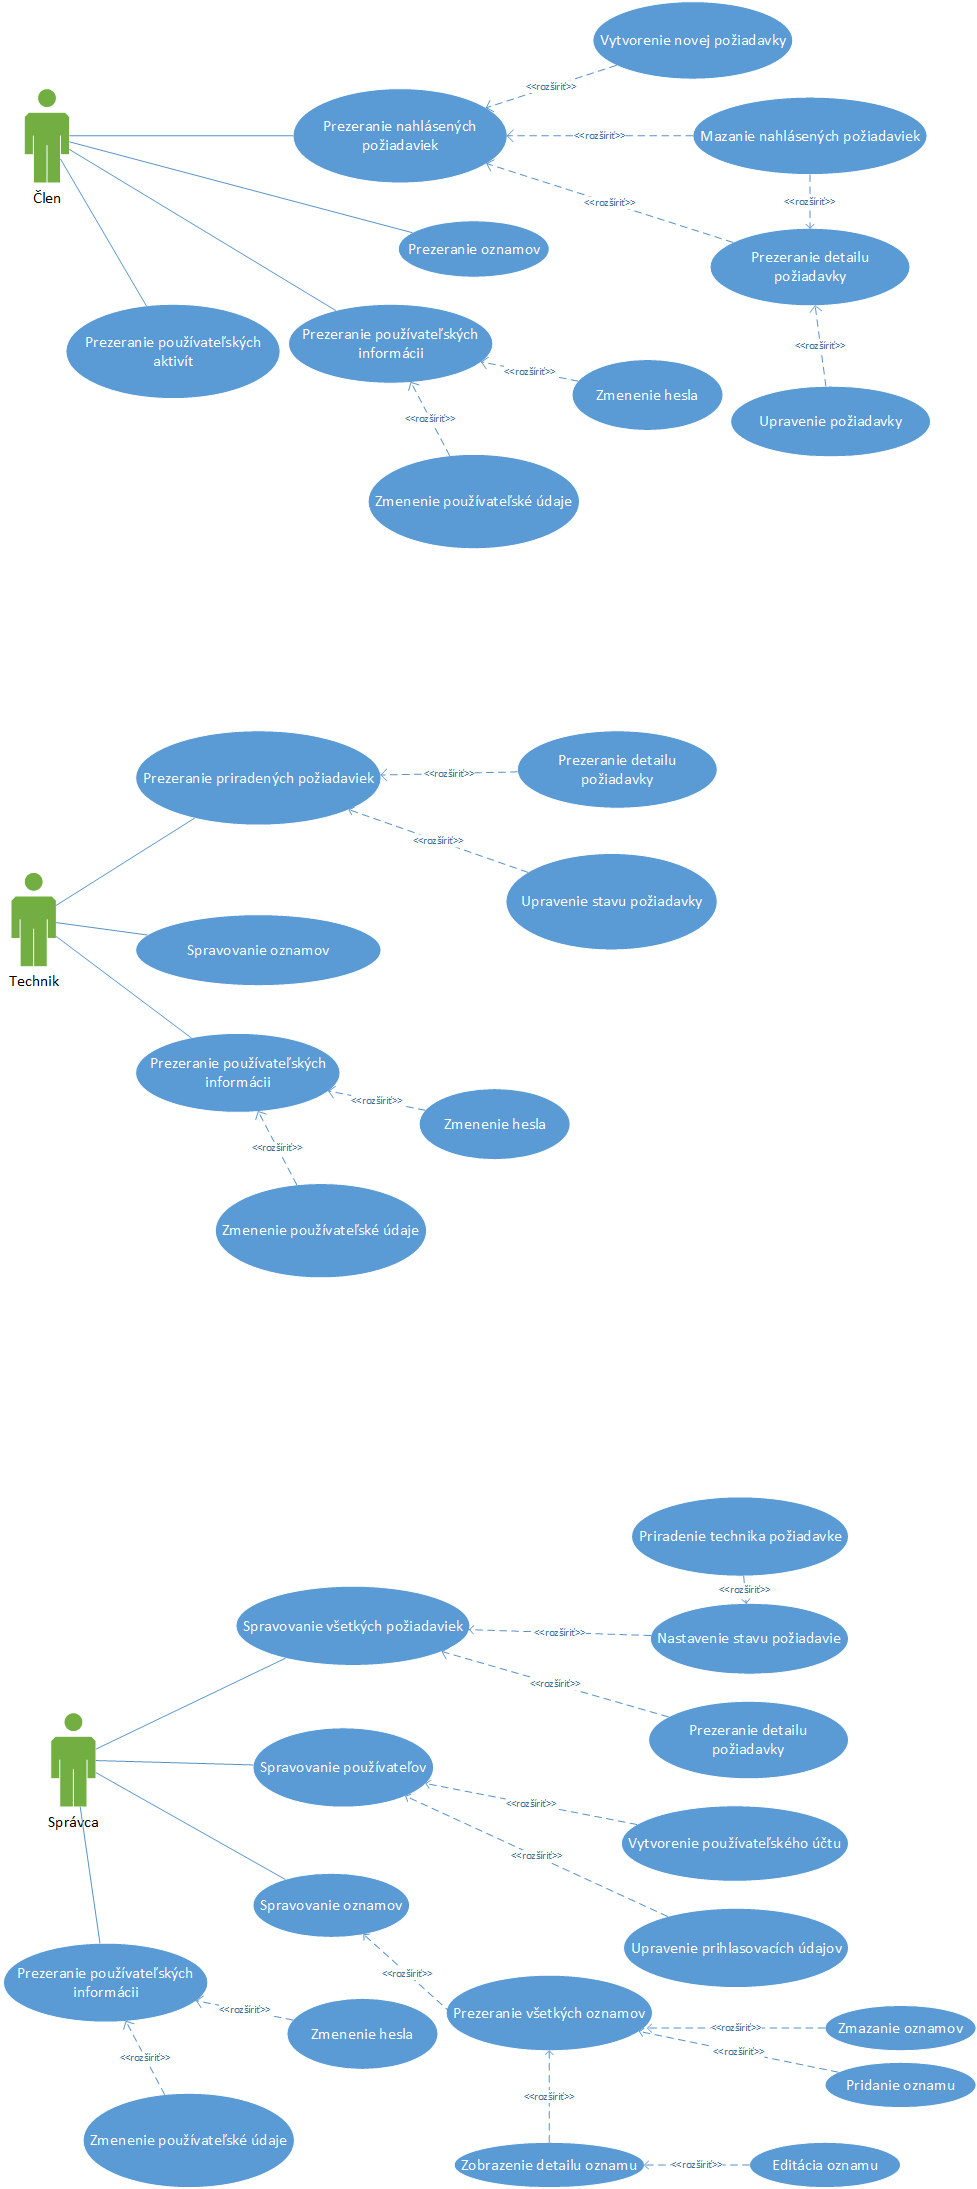 Vytvorenie novej požiadavky
<<rozšíriť>>
Prezeranie nahlásených
požiadaviek
<<rozšíriť>>
Mazanie nahlásených požiadaviek
Člen
<<rozšíriť>>
<<rozšíriť>>
Prezeranie oznamov
Prezeranie detailu
požiadavky
Prezeranie používateľských
aktivít
Prezeranie používateľských
informácii
<<rozšíriť>>
<<rozšíriť>>
Zmenenie hesla
<<rozšíriť>>
Upravenie požiadavky
Zmenenie používateľské údaje
Prezeranie priradených požiadaviek
<<rozšíriť>>
Prezeranie detailu
požiadavky
<<rozšíriť>>
Upravenie stavu požiadavky
Spravovanie oznamov
Technik
Prezeranie používateľských
informácii
<<rozšíriť>>
Zmenenie hesla
<<rozšíriť>>
Zmenenie používateľské údaje
Priradenie technika požiadavke
<<rozšíriť>>
Spravovanie všetkých požiadaviek
<<rozšíriť>>
Nastavenie stavu požiadavie
<<rozšíriť>>
Prezeranie detailu
požiadavky
Spravovanie používateľov
<<rozšíriť>>
Správca
Vytvorenie používateľského účtu
<<rozšíriť>>
Spravovanie oznamov
Upravenie prihlasovacích údajov
<<rozšíriť>>
Prezeranie používateľských
informácii
<<rozšíriť>>
Zmenenie hesla
Prezeranie všetkých oznamov
<<rozšíriť>>
Zmazanie oznamov
<<rozšíriť>>
<<rozšíriť>>
Pridanie oznamu
<<rozšíriť>>
Zmenenie používateľské údaje
Zobrazenie detailu oznamu
<<rozšíriť>>
Editácia oznamu